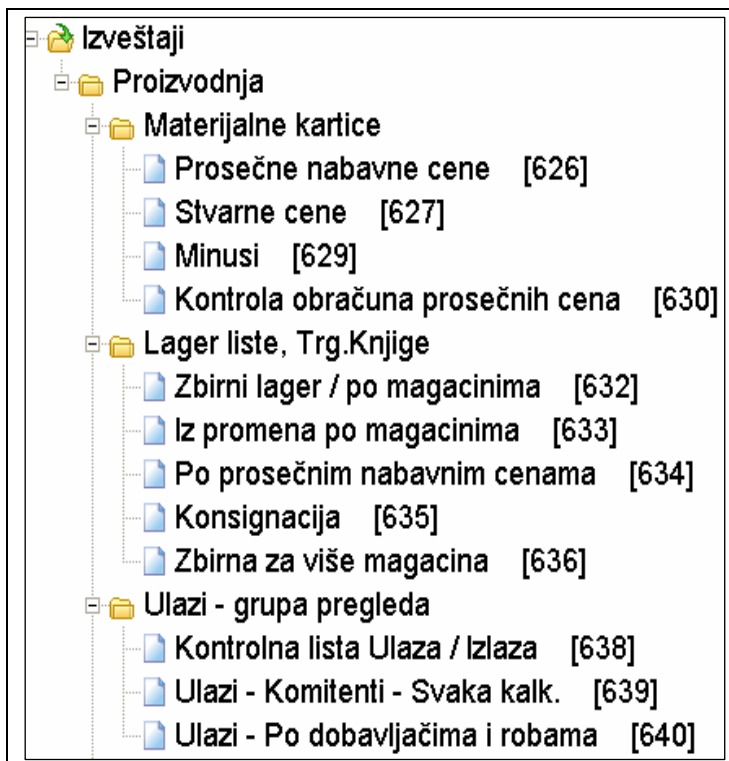 Izveštaji
Proizvodnja
Materijalne kartice
Prosečne nabavne cene [626]
Stvarne cene [627]
Minusi [629]
Kontrola obračuna prosečnih cena [630]
Lager liste, Trg.Knjige
Zbirni lager / po magacinima [632]
Iz promena po magacinima [633]
Po prosečnim nabavnim cenama [634]
Konsignacija [635]
Zbirna za više magacina [636]
Ulazi - grupa pregleda
Kontrolna lista Ulaza / Izlaza [638]
Ulazi - Komitenti - Svaka kalk. [639]
Ulazi - Po dobavljačima i robama [640]